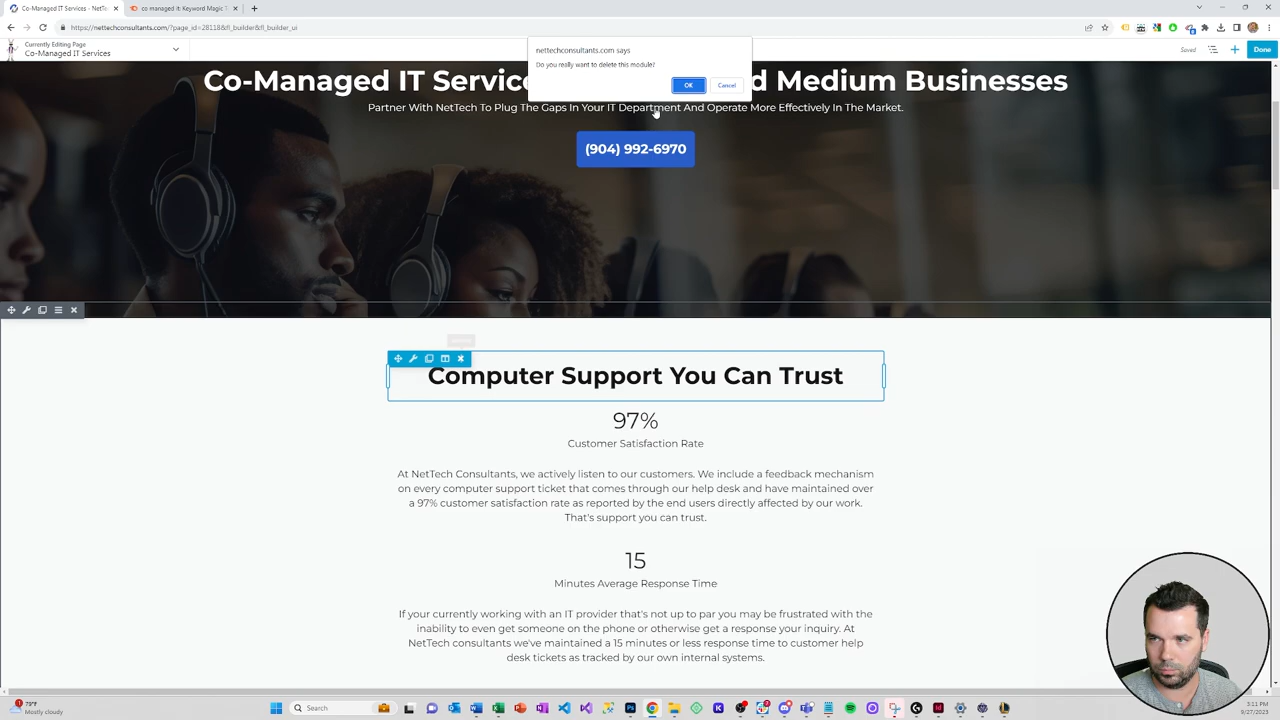 Co-Managed IT Services - NetTe
co managed it: Keyword Magic T
https://nettechconsultants.com/?page_id=28118&fl_builder&fl_builder_ui
Currently Editing Page
Co-Managed IT Services
Saved
Done
nettechconsultants.com says
Do you really want to delete this module?
OK
Cancel
Co-Managed IT Servic
d Medium Businesses
Partner With NetTech To Plug The Gaps In Your IT Department And Operate More Effectively In The Market.
(904) 992-6970
Computer Support You Can Trust
97%
Customer Satisfaction Rate
At NetTech Consultants, we actively listen to our customers. We include a feedback mechanism
on every computer support ticket that comes through our help desk and have maintained over
a 97% customer satisfaction rate as reported by the end users directly affected by our work.
That's support you can trust.
15
Minutes Average Response Time
If your currently working with an IT provider that's not up to par you may be frustrated with the
inability to even get someone on the phone or otherwise get a response your inquiry. At
NetTech consultants we've maintained a 15 minutes or less response time to customer help
desk tickets as tracked by our own internal systems.
79°F
Mostly cloudy
Search
3:11 PM
9/27/2023